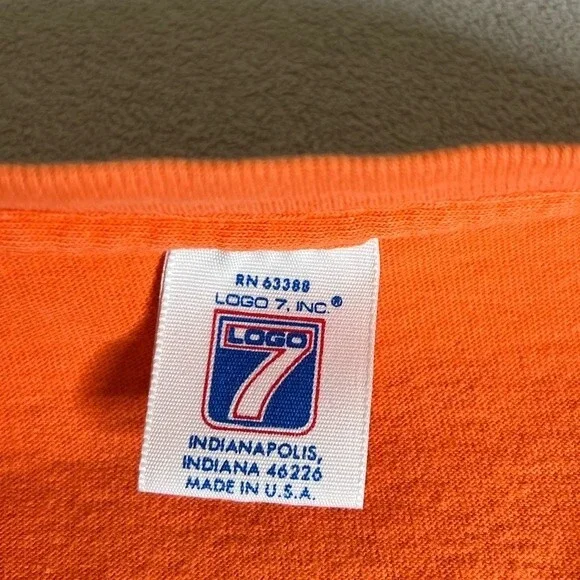 RN 63388
LOGO 7, INC.®
LOGO
7
INDIANAPOLIS,
INDIANA 46226
MADE IN U.S.A.